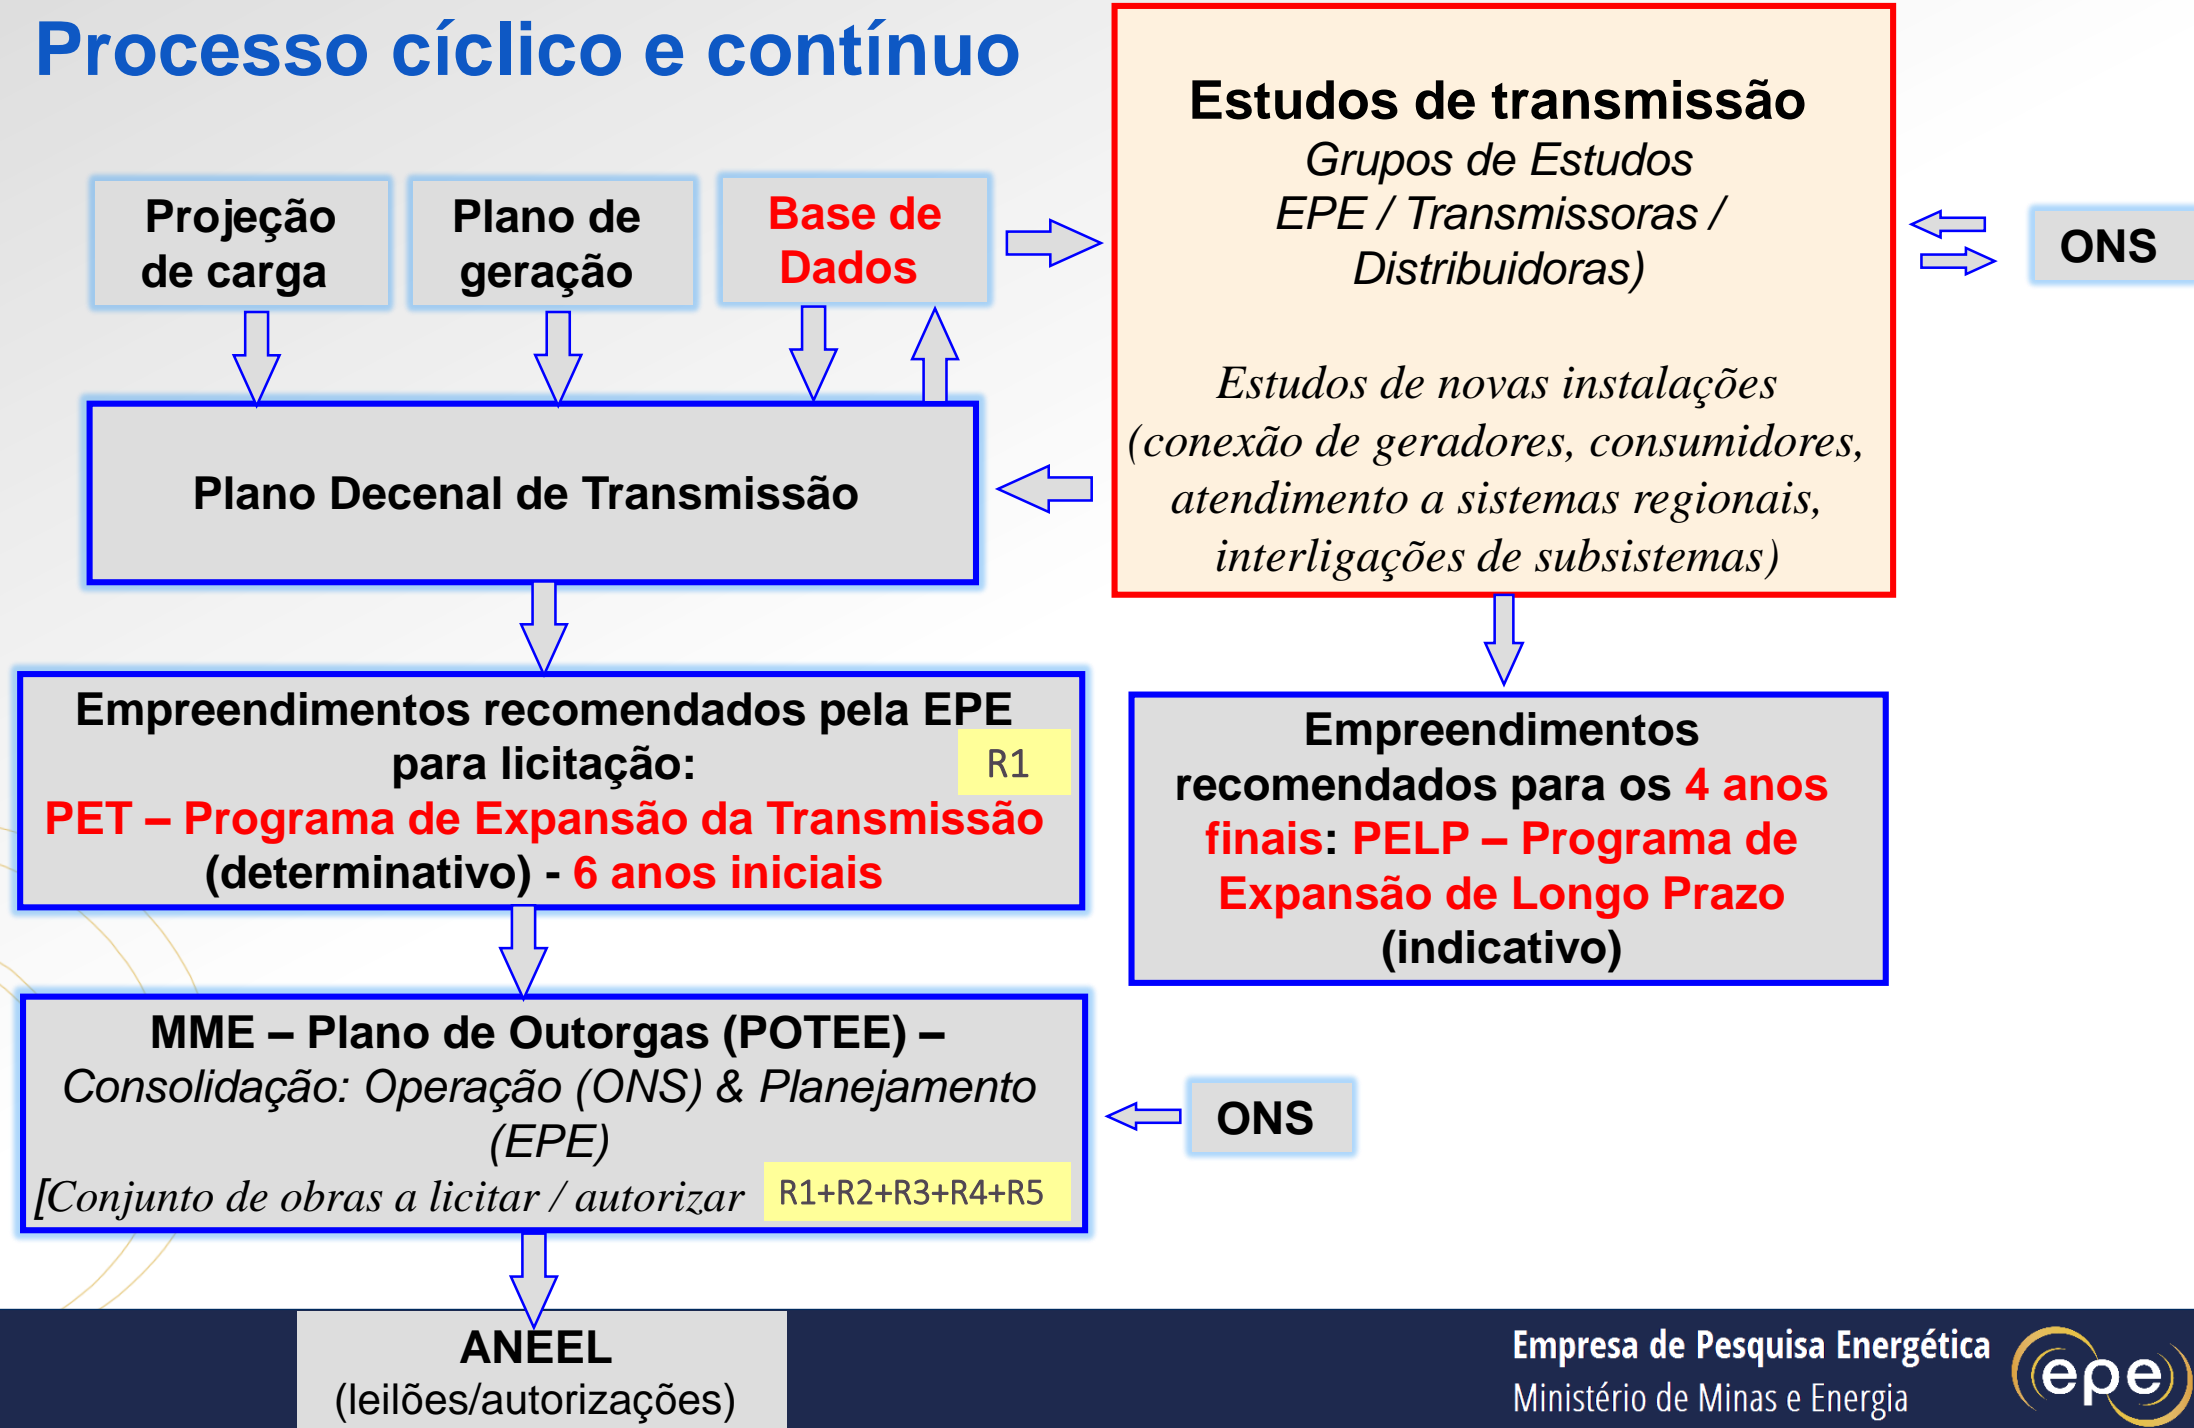 Processo cíclico e contínuo
Projeção
de carga
Plano de
geração
Base de
Dados
Estudos de transmissão
Grupos de Estudos
EPE / Transmissoras /
Distribuidoras)
Estudos de novas instalações
(conexão de geradores, consumidores,
atendimento a sistemas regionais,
interligações de subsistemas)
ONS
Plano Decenal de Transmissão
Empreendimentos recomendados pela EPE
para licitação:
R1
PET – Programa de Expansão da Transmissão
(determinativo) - 6 anos iniciais
Empreendimentos
recomendados para os 4 anos
finais: PELP – Programa de
Expansão de Longo Prazo
(indicativo)
MME – Plano de Outorgas (POTEE) –
Consolidação: Operação (ONS) & Planejamento
(EPE)
[Conjunto de obras a licitar / autorizar
R1+R2+R3+R4+R5
ONS
ANEEL
(leilões/autorizações)
Empresa de Pesquisa Energética
Ministério de Minas e Energia
epe